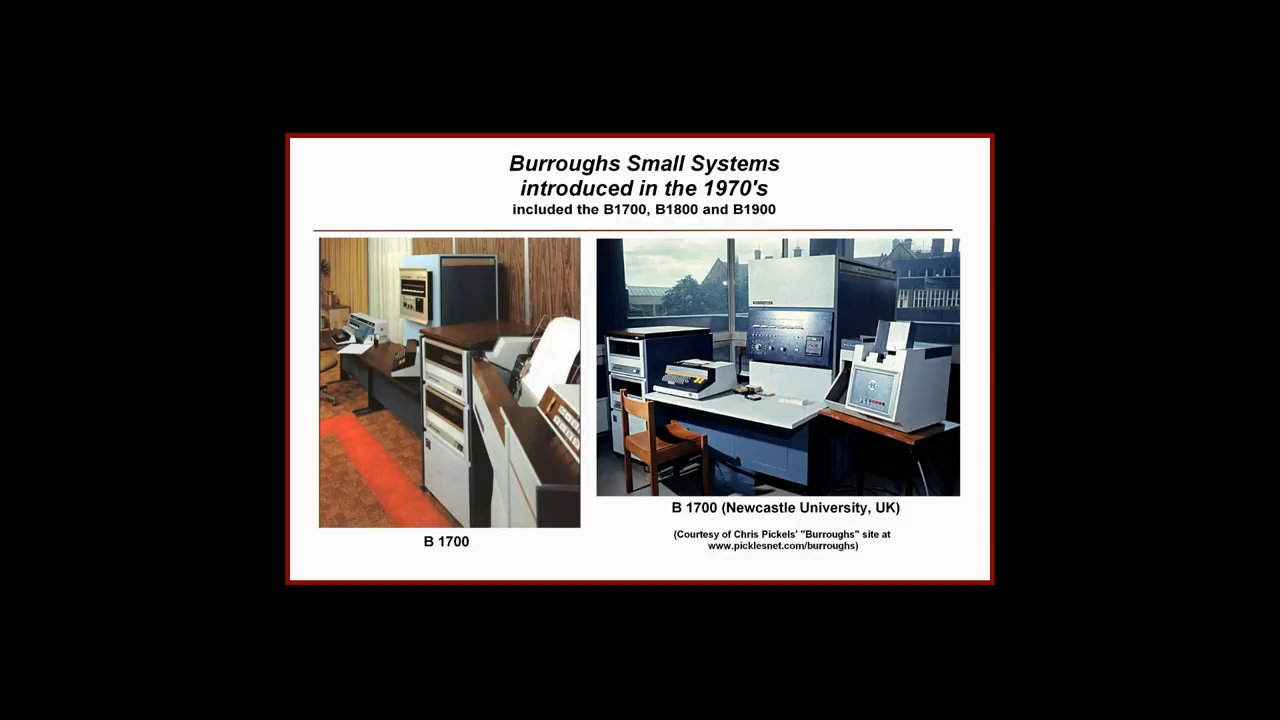 Burroughs Small Systems
introduced in the 1970's
included the B1700, B1800 and B1900
B 1700
B 1700 (Newcastle University, UK)
(Courtesy of Chris Pickels' "Burroughs" site at
www.picklesnet.com/burroughs)